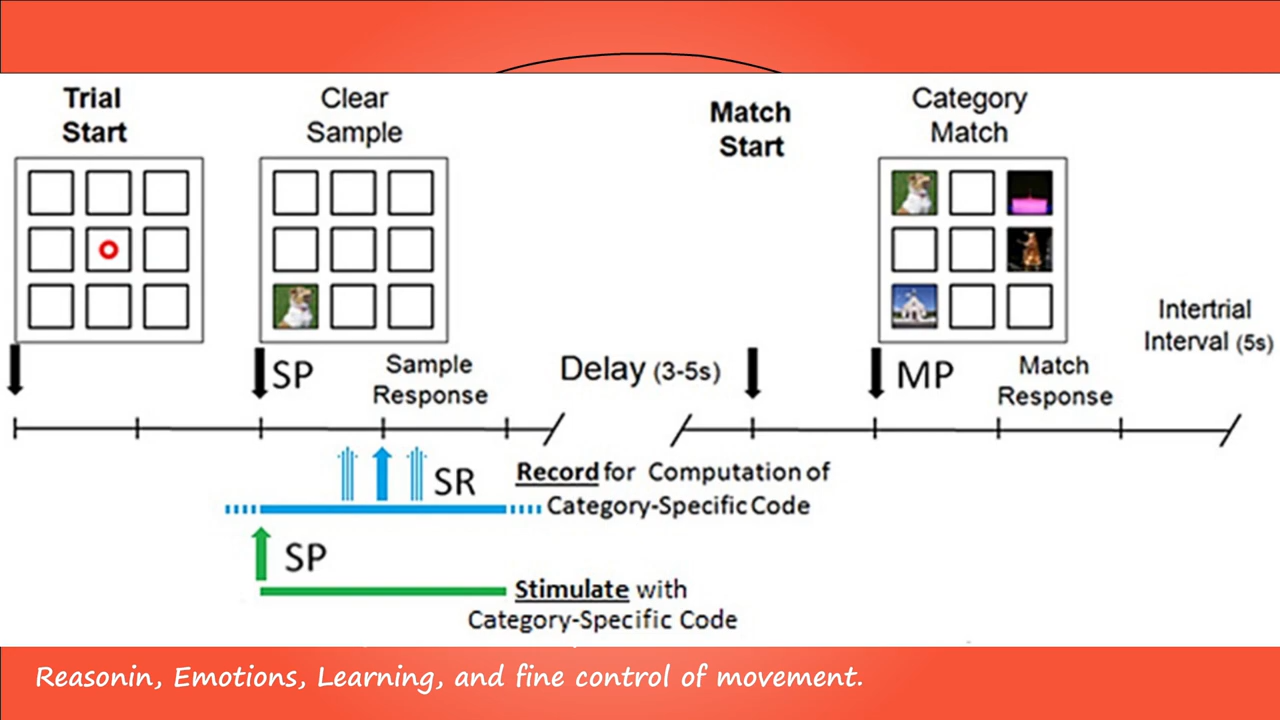 Trial
Start
Clear
Sample
Match
Start
Category
Match
SP
Sample
Response
Delay (3-5s)
MP
Match
Response
Intertrial
Interval (5s)
SR
Record for Computation of
Category-Specific Code
SP
Stimulate with
Category-Specific Code
Reasonin, Emotions, Learning, and fine control of movement.